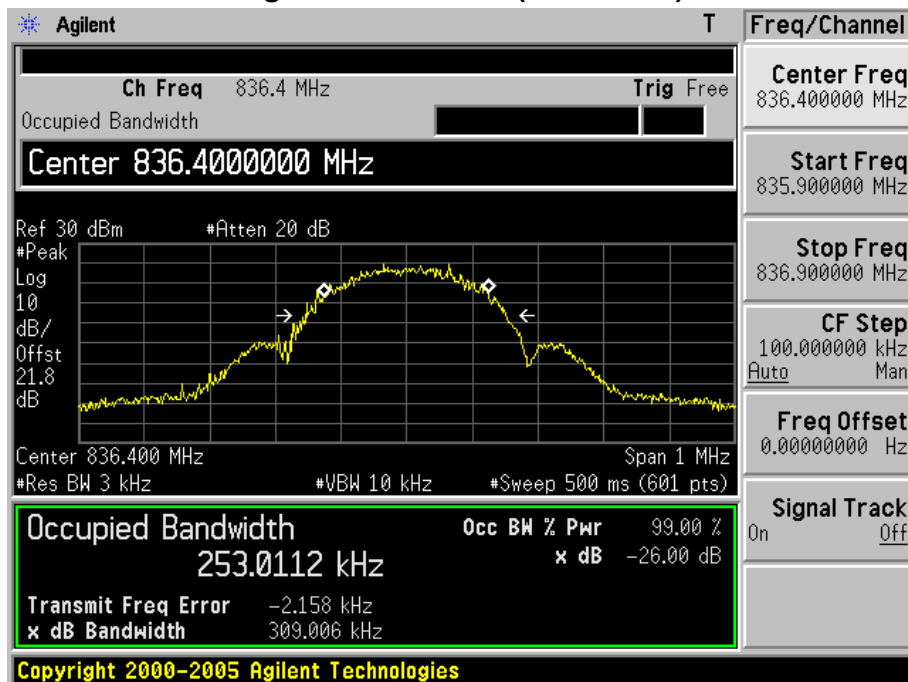 Agilent T
Freq/Channel
Ch Freq 836.4 MHz Trig Free
Occupied Bandwidth
Center 836.4000000 MHz
Ref 30 dBm #Atten 20 dB
#Peak
Log
10
dB/
Offst
21.8
dB
Center 836.400 MHz Span 1 MHz
#Res BW 3 kHz #VBW 10 kHz #Sweep 500 ms (601 pts)
Occupied Bandwidth
253.0112 kHz
Occ BW % Pwr 99.00 %
x dB -26.00 dB
Transmit Freq Error -2.158 kHz
x dB Bandwidth 309.006 kHz
Center Freq
836.400000 MHz
Start Freq
835.900000 MHz
Stop Freq
836.900000 MHz
CF Step
100.000000 kHz
Auto Man
Freq Offset
0.00000000 Hz
Signal Track
On Off
Copyright 2000-2005 Agilent Technologies